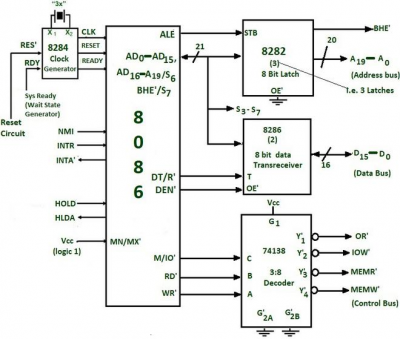 "3x"
X1 X2
8284
Clock
Generator
CLK
RESET
READY
RES'
RDY
Reset
Circuit
Sys Ready
(Wait State
Generator)
NMI
INTR
INTA'
HOLD
HLDA
Vcc
(logic 1)
MN/MX'
8
0
8
6
ALE
AD0-AD15,
AD16-A19/S6
BHE'/S7
DT/R'
DEN'
M/IO'
RD'
WR'
21
STB
8282
(3)
8 Bit Latch
OE'
BHE'
20
A19-A0
(Address bus)
I.e. 3 Latches
S3-S7
8286
(2)
8 bit data
Transreceiver
T
OE'
D15-D0
16
(Data Bus)
Vcc
G1
74138
3:8
Decoder
C
B
A
Y'1
Y'2
Y'3
Y'4
G'2A
G'2B
OR'
IOW'
MEMR'
MEMW'
(Control Bus)